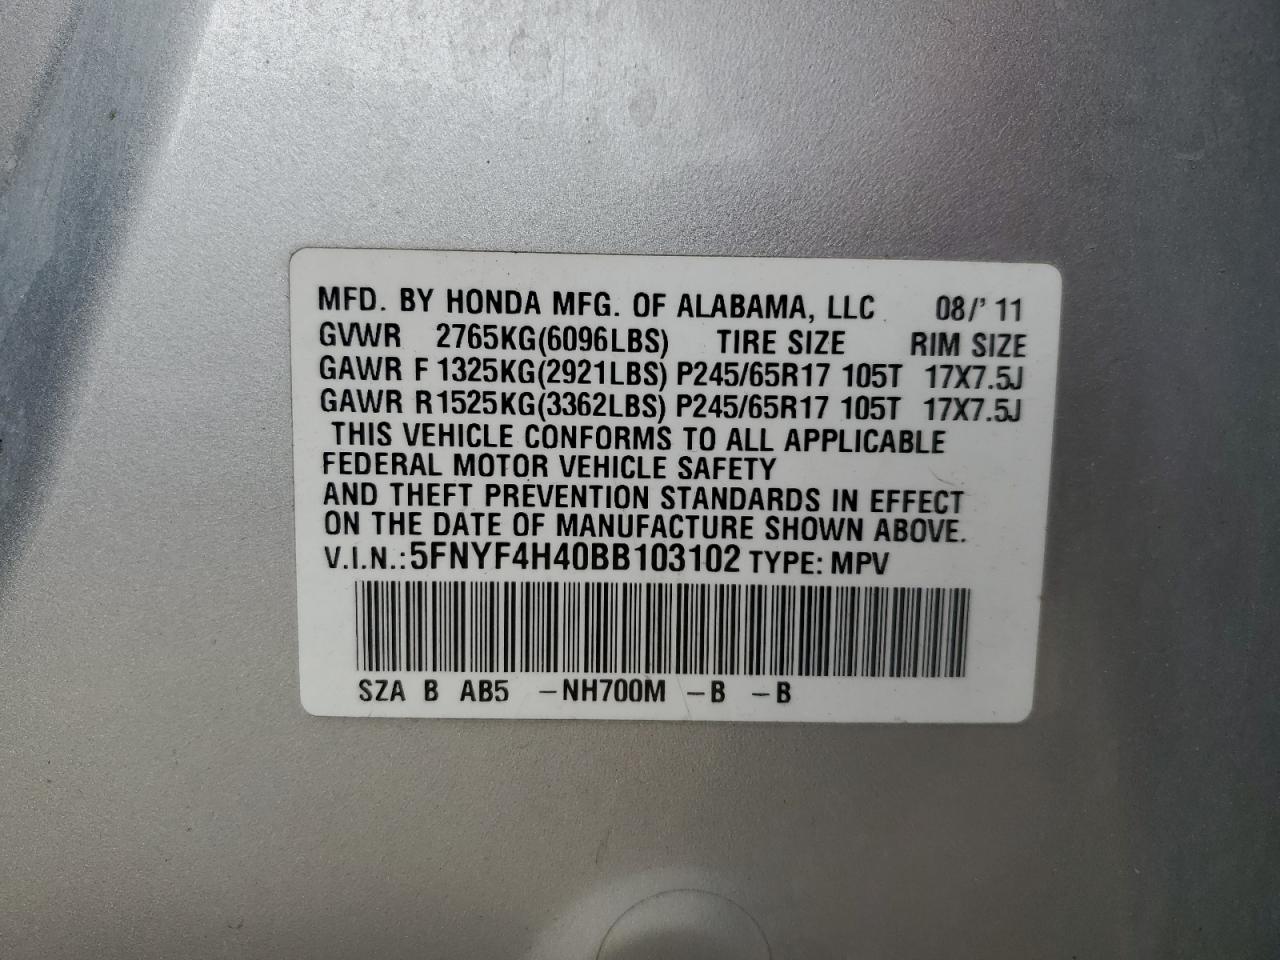 MFD. BY HONDA MFG. OF ALABAMA, LLC 08/' 11
GVWR 2765KG(6096LBS) TIRE SIZE RIM SIZE
GAWR F 1325KG(2921LBS) P245/65R17 105T 17X7.5J
GAWR R1525KG(3362LBS) P245/65R17 105T 17X7.5J
THIS VEHICLE CONFORMS TO ALL APPLICABLE
FEDERAL MOTOR VEHICLE SAFETY
AND THEFT PREVENTION STANDARDS IN EFFECT
ON THE DATE OF MANUFACTURE SHOWN ABOVE.
V.I.N.: 5FNYF4H40BB103102 TYPE: MPV
SZA B AB5 -NH700M -B -B